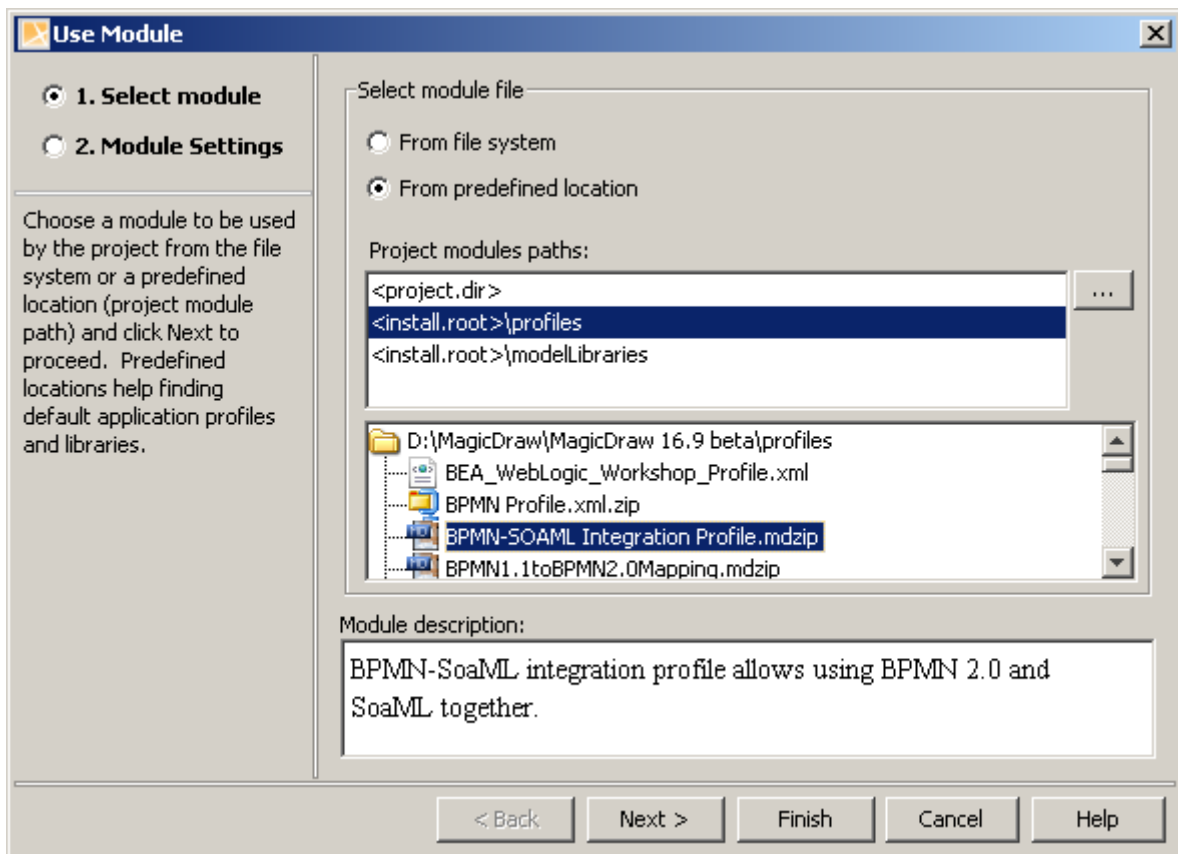 Use Module
1. Select module
2. Module Settings
Choose a module to be used
by the project from the file
system or a predefined
location (project module
path) and click Next to
proceed.  Predefined
locations help finding
default application profiles
and libraries.
Select module file
From file system
From predefined location
Project modules paths:
<project.dir>
...
<install.root>\profiles
<install.root>\modelLibraries
D:\MagicDraw\MagicDraw 16.9 beta\profiles
BEA_WebLogic_Workshop_Profile.xml
BPMN Profile.xml.zip
BPMN-SOAML Integration Profile.mdzip
BPMN1.1toBPMN2.0Mapping.mdzip
Module description:
BPMN-SoaML integration profile allows using BPMN 2.0 and
SoaML together.
< Back
Next >
Finish
Cancel
Help